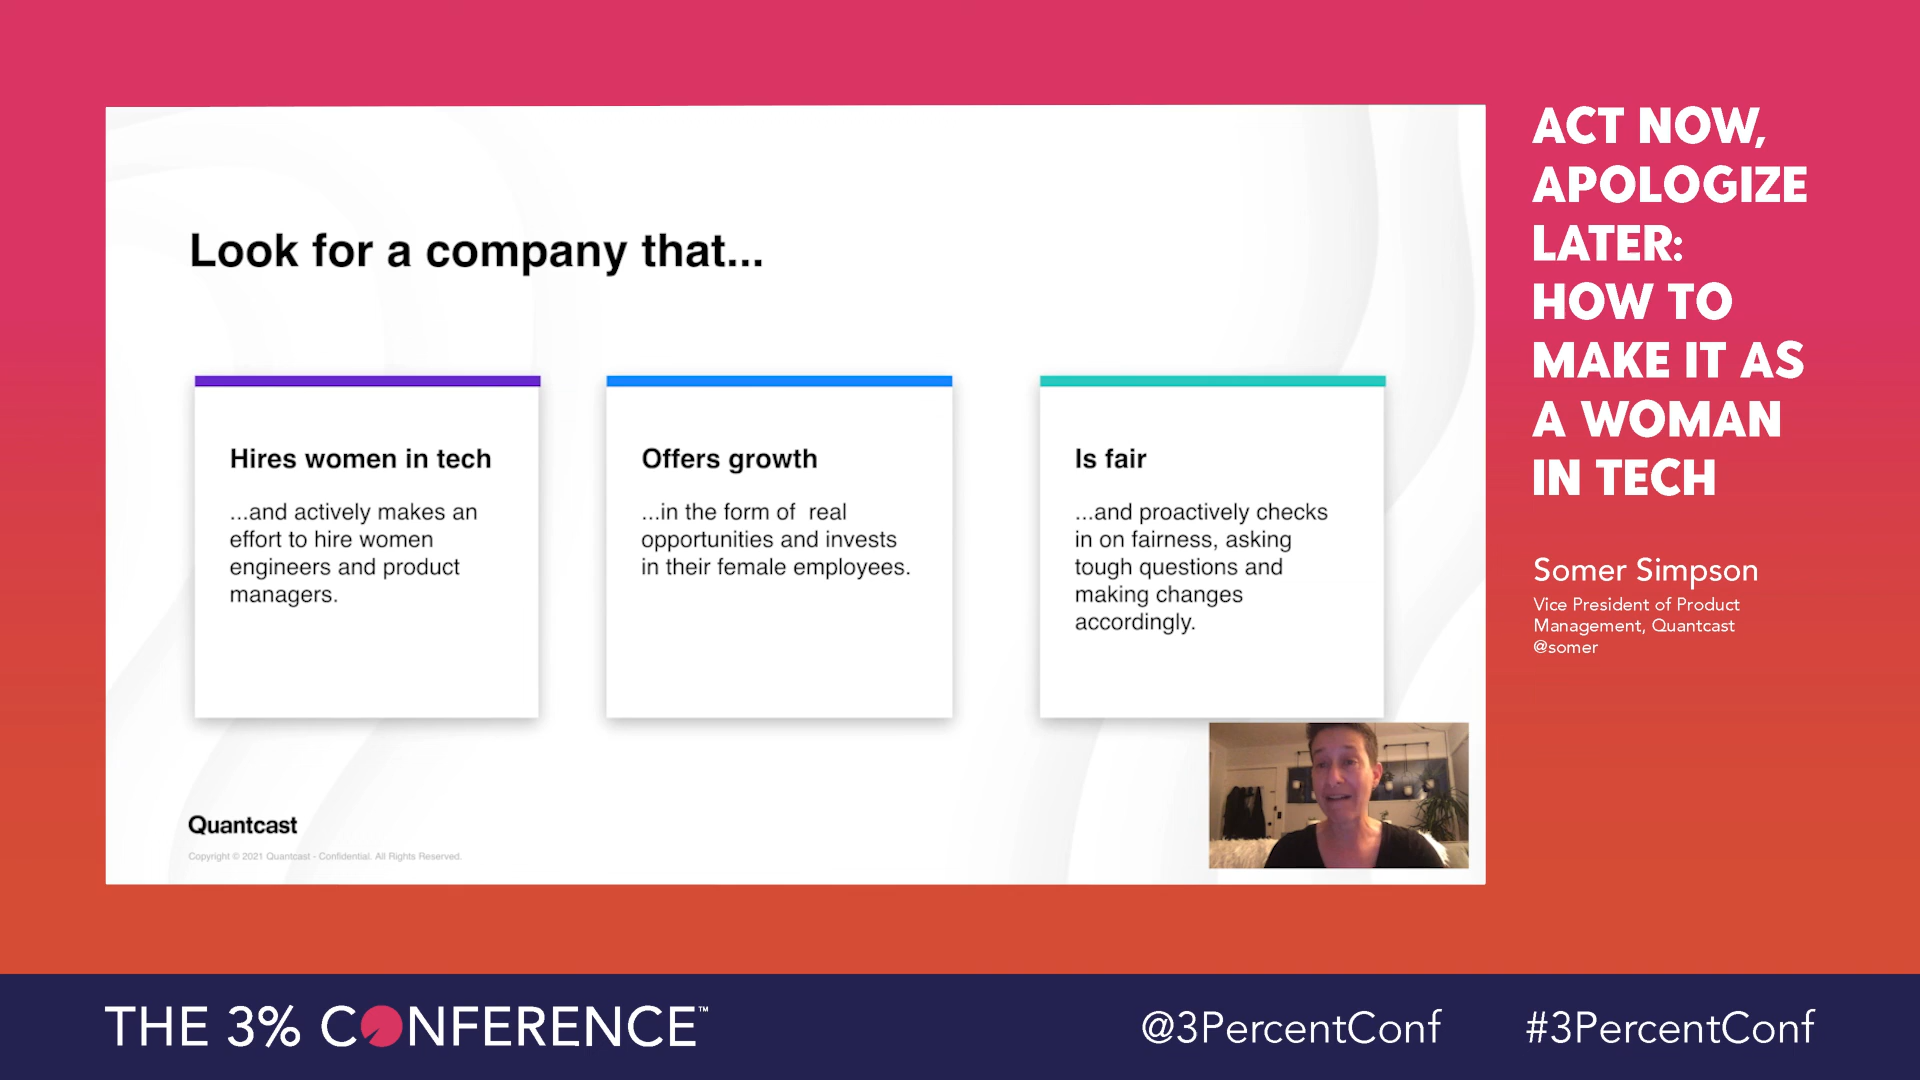 Look for a company that...
Hires women in tech
...and actively makes an
effort to hire women
engineers and product
managers.
Offers growth
...in the form of  real
opportunities and invests
in their female employees.
Is fair
...and proactively checks
in on fairness, asking
tough questions and
making changes
accordingly.
Quantcast
Copyright © 2021 Quantcast - Confidential. All Rights Reserved.
ACT NOW,
APOLOGIZE
LATER:
HOW TO
MAKE IT AS
A WOMAN
IN TECH
Somer Simpson
Vice President of Product
Management, Quantcast
@somer
THE 3% CONFERENCE™
@3PercentConf
#3PercentConf